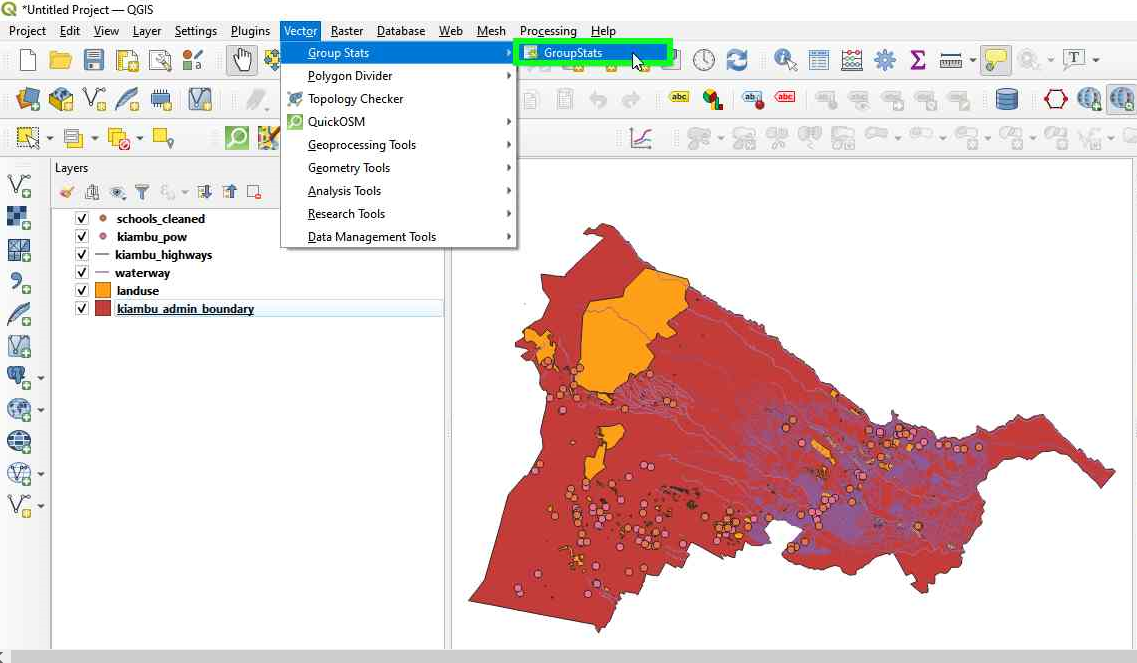 *Untitled Project — QGIS
Project Edit View Layer Settings Plugins Vector Raster Database Web Mesh Processing Help
Group Stats
GroupStats
Polygon Divider
Topology Checker
QuickOSM
Geoprocessing Tools
Geometry Tools
Analysis Tools
Research Tools
Data Management Tools
abc
ab
abc
Layers
schools_cleaned
kiambu_pow
kiambu_highways
waterway
landuse
kiambu_admin_boundary